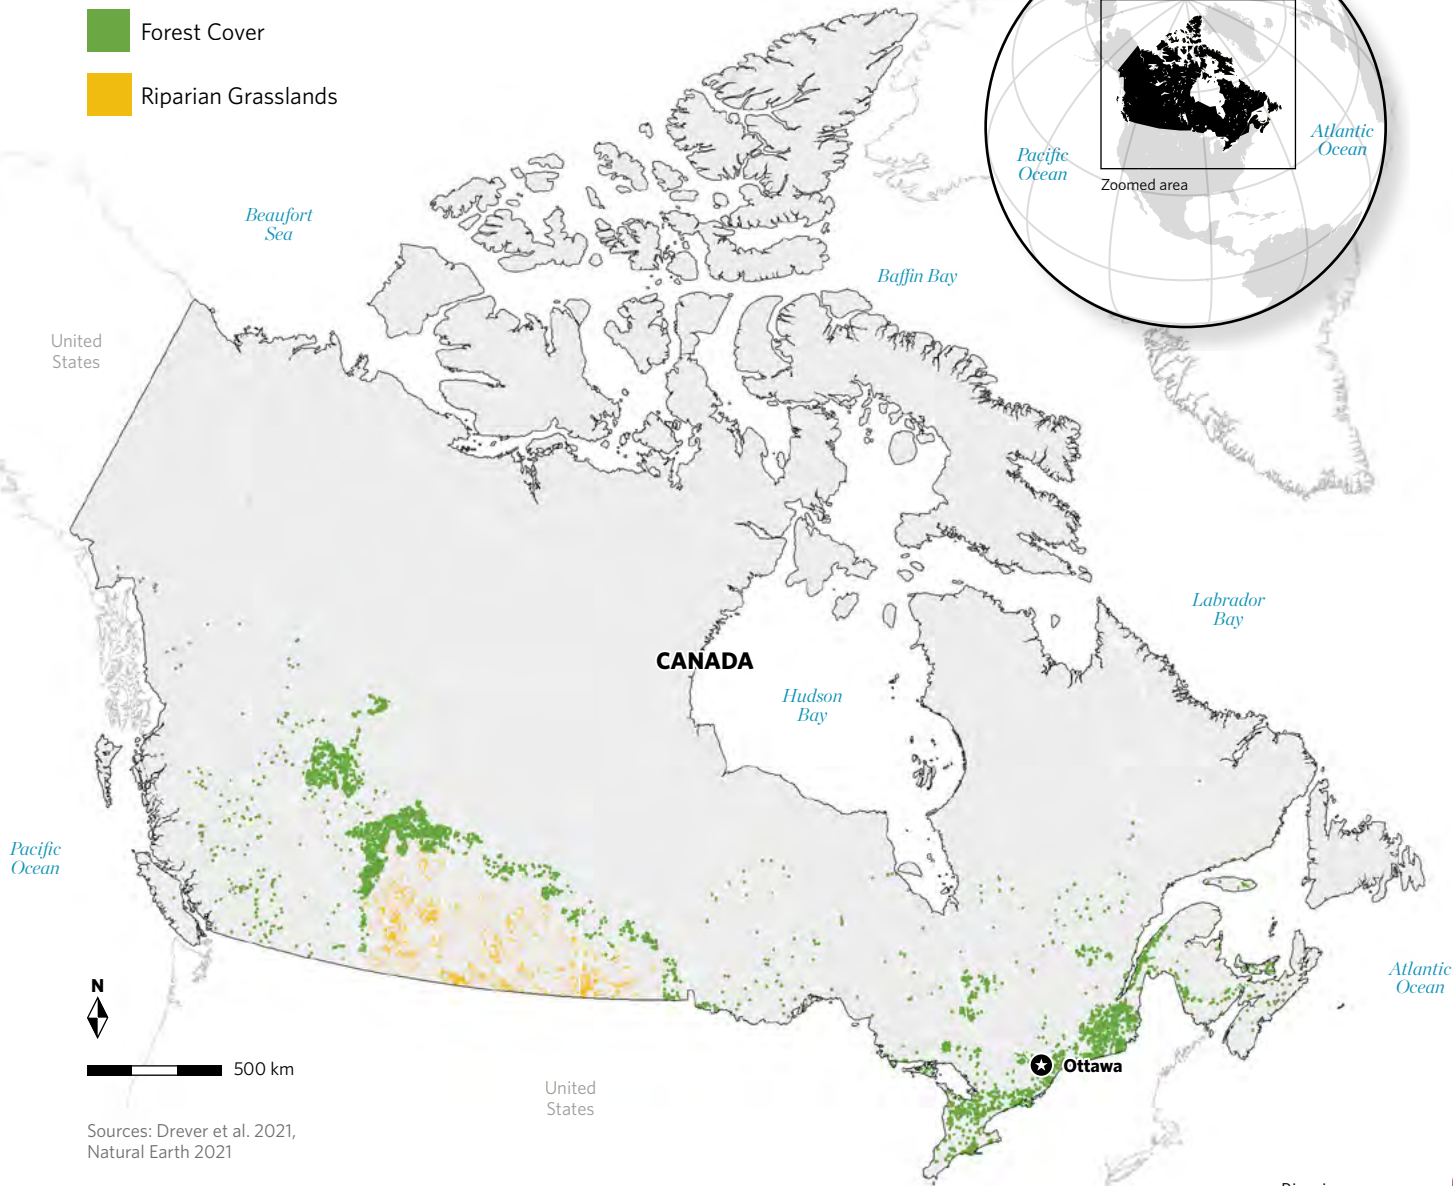 Forest Cover
Riparian Grasslands
Pacific
Ocean
Atlantic
Ocean
Zoomed area
Beaufort
Sea
Baffin Bay
United
States
Labrador
Bay
CANADA
Hudson
Bay
Pacific
Ocean
Atlantic
Ocean
N
Ottawa
500 km
United
States
Sources: Drever et al. 2021,
Natural Earth 2021